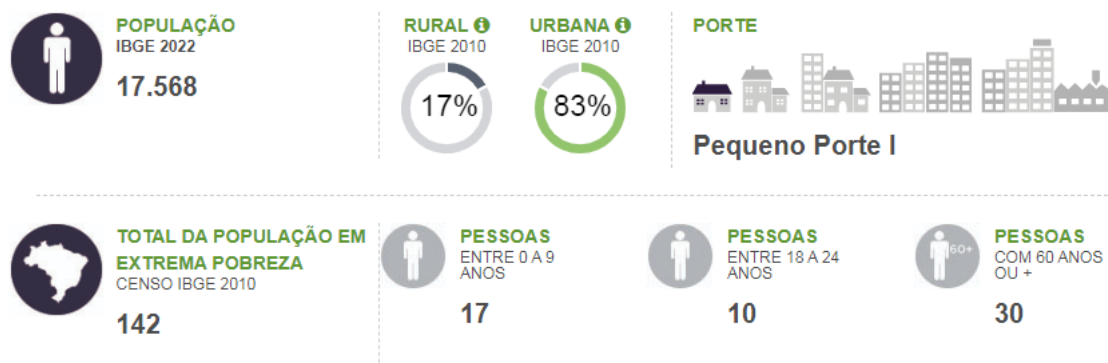 POPULAÇÃO
IBGE 2022
17.568
RURAL
IBGE 2010
17%
URBANA
IBGE 2010
83%
PORTE
Pequeno Porte I
TOTAL DA POPULAÇÃO EM
EXTREMA POBREZA
CENSO IBGE 2010
142
PESSOAS
ENTRE 0 A 9
ANOS
17
PESSOAS
ENTRE 18 A 24
ANOS
10
60+
PESSOAS
COM 60 ANOS
OU +
30